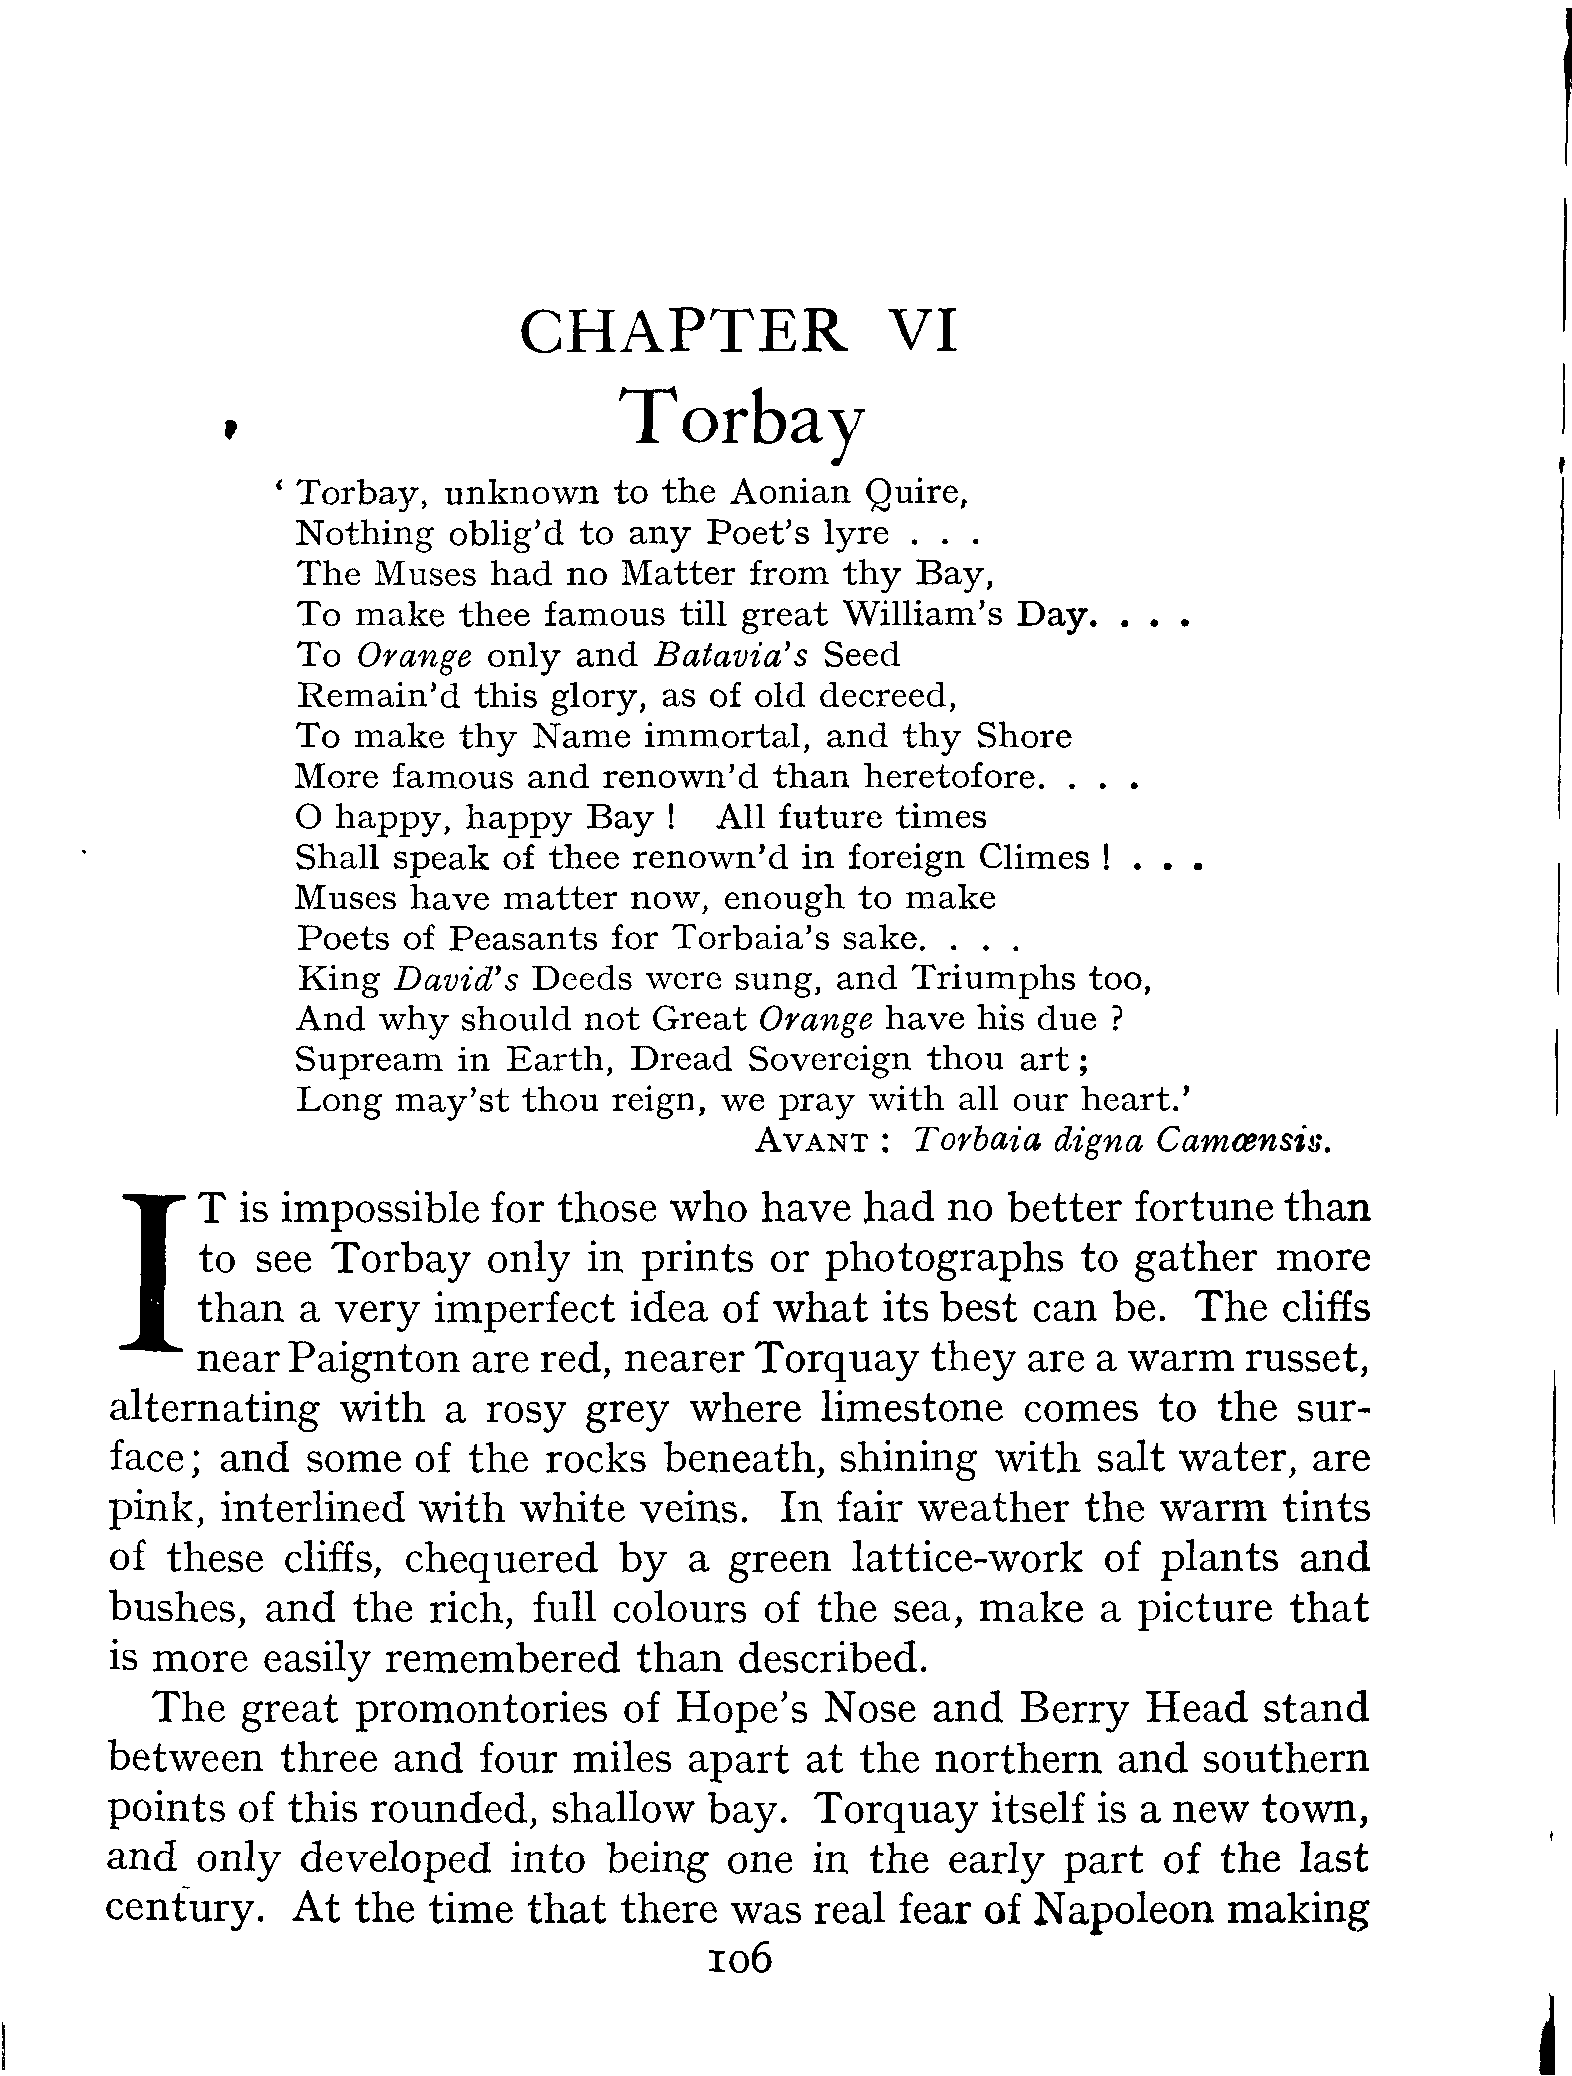 CHAPTER VI
Torbay
‘ Torbay, unknown to the Aonian Quire,
Nothing oblig’d to any Poet’s lyre . . .
The Muses had no Matter from thy Bay,
To make thee famous till great William’s Day. . . .
To Orange only and Batavia’s Seed
Remain’d this glory, as of old decreed,
To make thy Name immortal, and thy Shore
More famous and renown’d than heretofore. . . .
O happy, happy Bay ! All future times
Shall speak of thee renown’d in foreign Climes ! . . .
Muses have matter now, enough to make
Poets of Peasants for Torbaia’s sake. . . .
King David’s Deeds were sung, and Triumphs too,
And why should not Great Orange have his due ?
Supream in Earth, Dread Sovereign thou art ;
Long may’st thou reign, we pray with all our heart.’
AVANT : Torbaia digna Camœnsis.
IT is impossible for those who have had no better fortune than
to see Torbay only in prints or photographs to gather more
than a very imperfect idea of what its best can be. The cliffs
near Paignton are red, nearer Torquay they are a warm russet,
alternating with a rosy grey where limestone comes to the sur-
face; and some of the rocks beneath, shining with salt water, are
pink, interlined with white veins. In fair weather the warm tints
of these cliffs, chequered by a green lattice-work of plants and
bushes, and the rich, full colours of the sea, make a picture that
is more easily remembered than described.
The great promontories of Hope’s Nose and Berry Head stand
between three and four miles apart at the northern and southern
points of this rounded, shallow bay. Torquay itself is a new town,
and only developed into being one in the early part of the last
century. At the time that there was real fear of Napoleon making
106